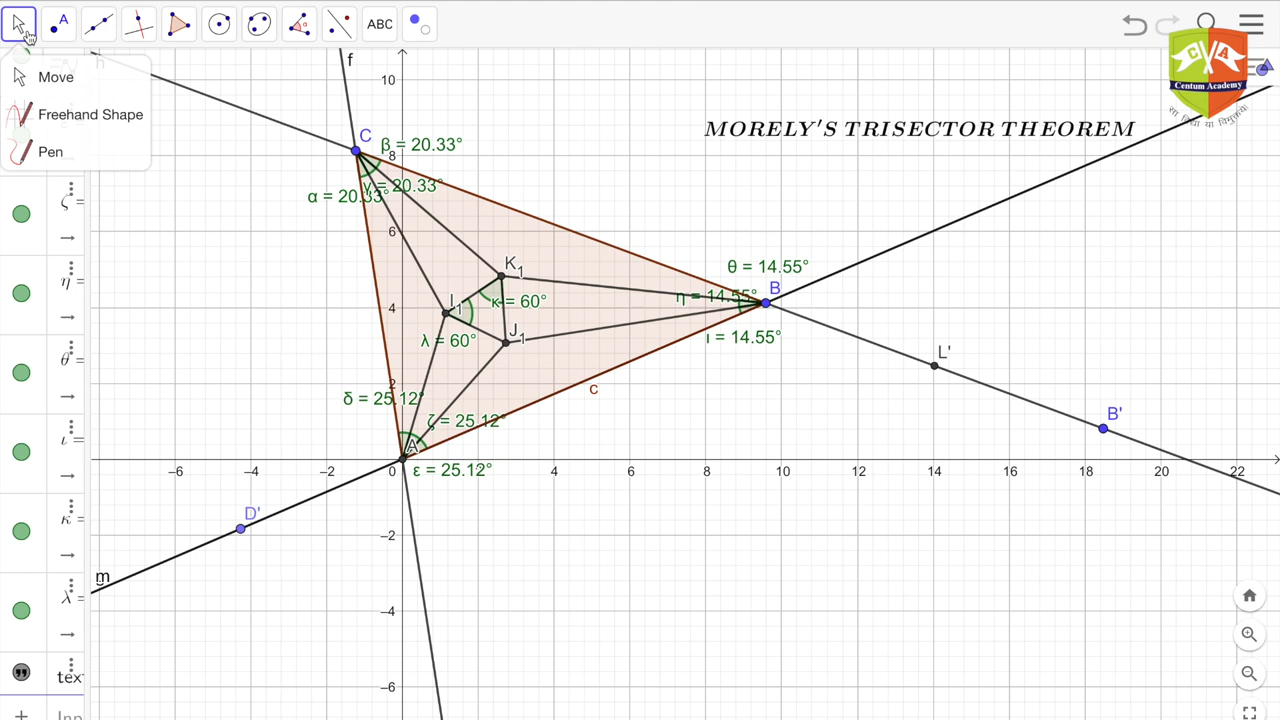 ABC
Move
Freehand Shape
Pen
C A
Centum Academy
सा विद्या या विमुक्तये
MORELY'S TRISECTOR THEOREM
f
h
10
C
β = 20.33°
8
γ = 20.33°
α = 20.33°
6
K1
θ = 14.55°
B
η = 14.55°
I1
κ = 60°
4
J1
ι = 14.55°
λ = 60°
L'
2
c
δ = 25.12°
ζ = 25.12°
B'
A
ε = 25.12°
−6 −4 −2 0 4 6 8 10 12 14 16 18 20 22
D'
−2
m
−4
−6
ζ =
→
η =
→
θ =
→
ι =
→
κ =
→
λ =
→
tex
+